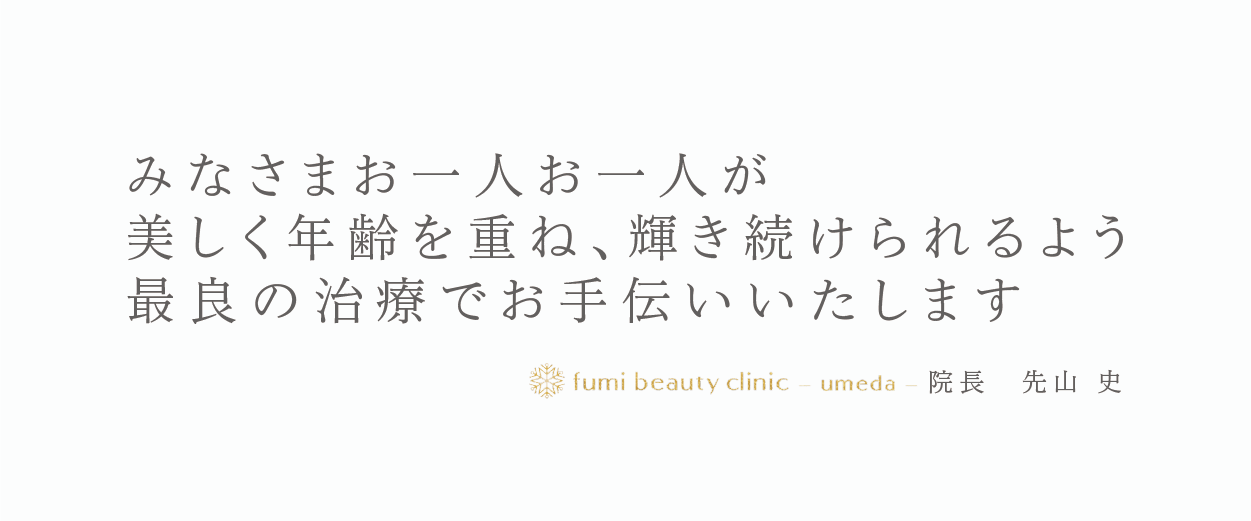 みなさまお一人お一人が
美しく年齢を重ね、輝き続けられるよう
最良の治療でお手伝いいたします
fumi beauty clinic – umeda – 院長　先山 史